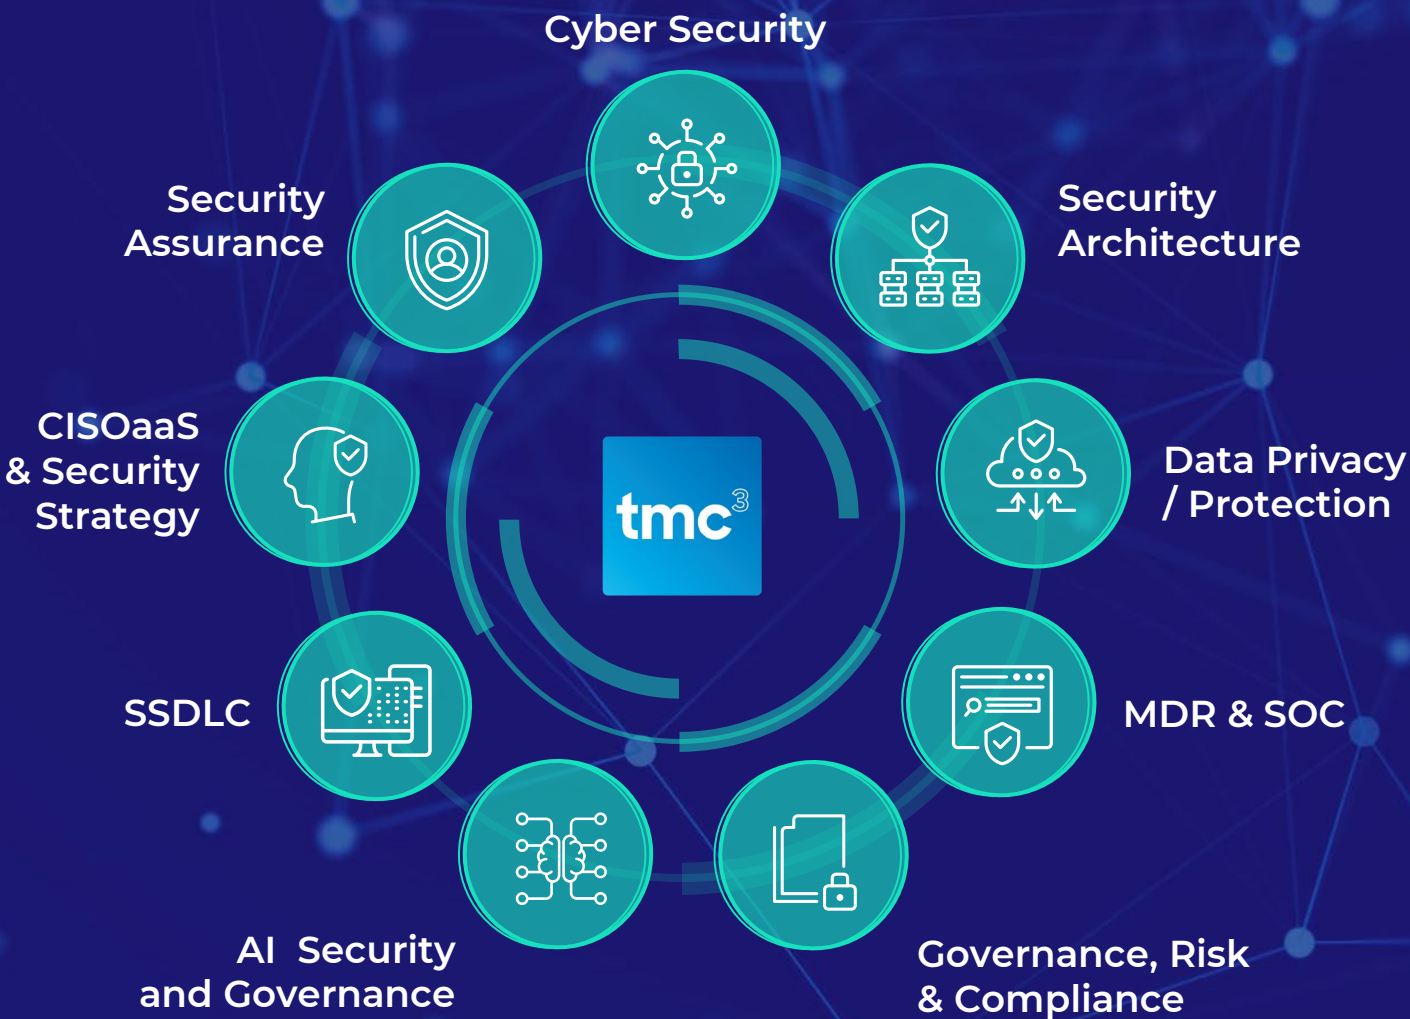 Cyber Security
Security
Assurance
Security
Architecture
CISOaaS
& Security
Strategy
tmc³
Data Privacy
/ Protection
SSDLC
MDR & SOC
AI  Security
and Governance
Governance, Risk
& Compliance